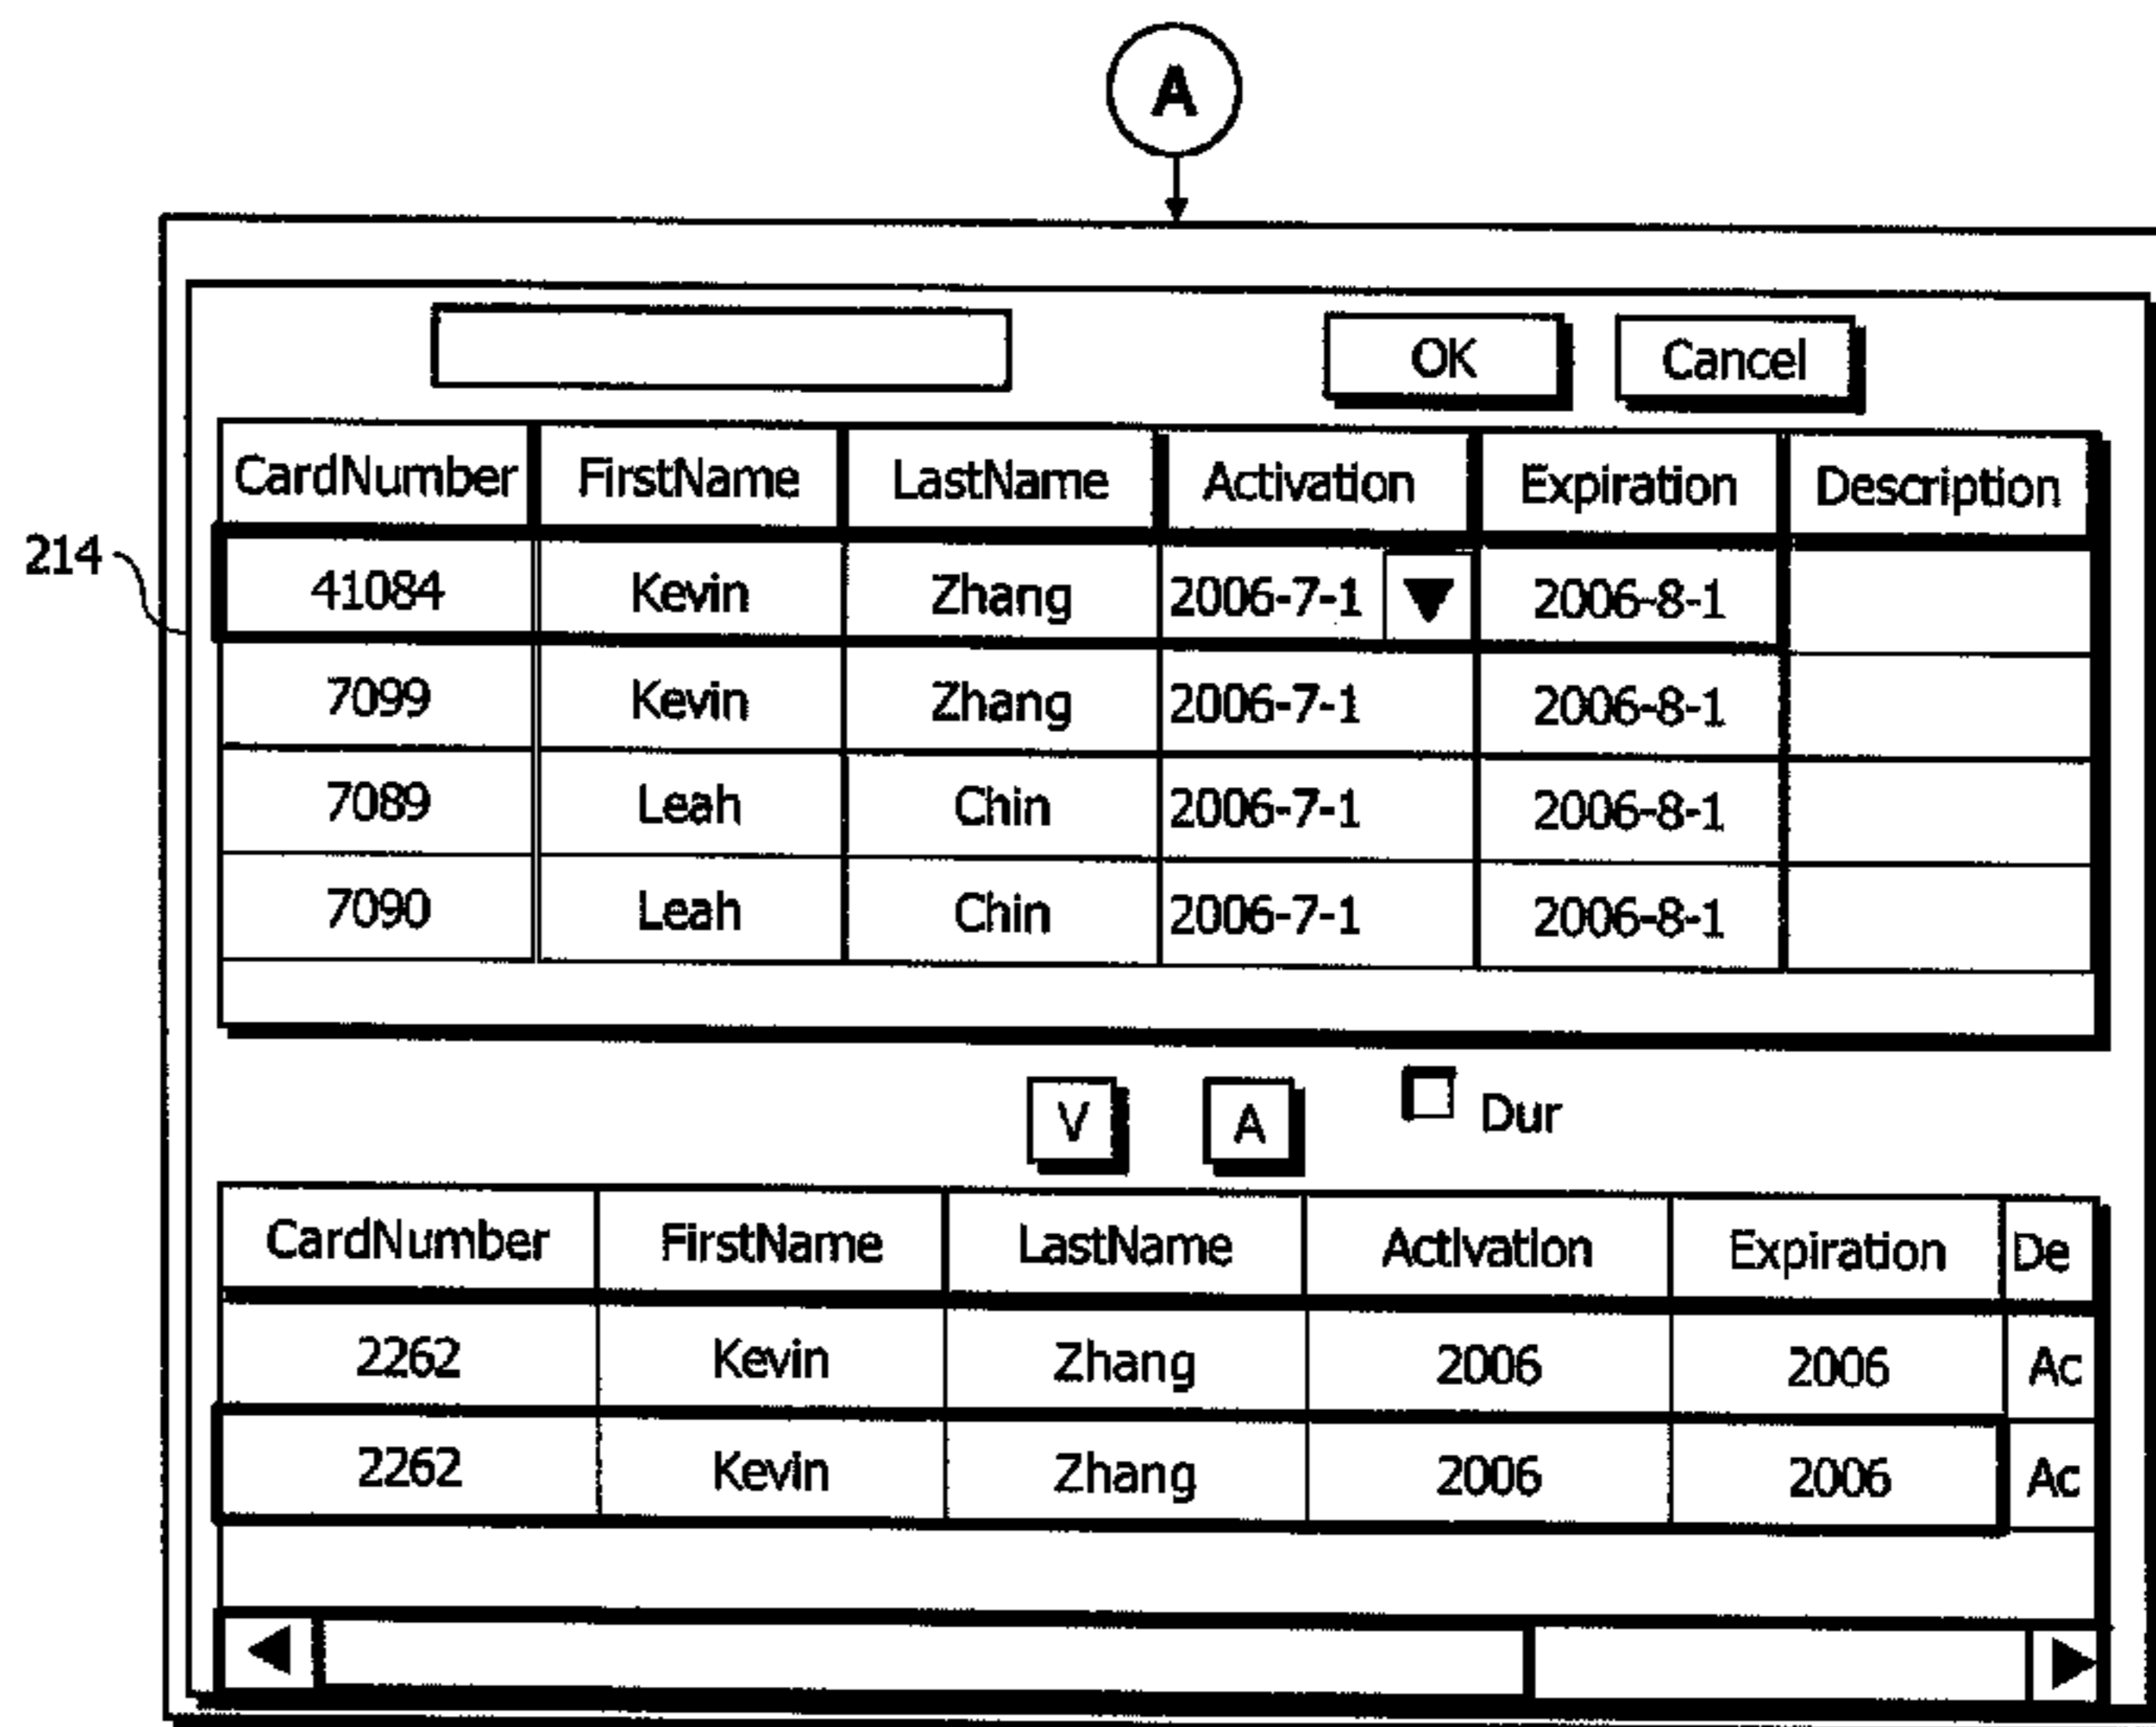 A
OK Cancel
CardNumber FirstName LastName Activation Expiration Description
214
41084 Kevin Zhang 2006-7-1 2006-8-1
7099 Kevin Zhang 2006-7-1 2006-8-1
7089 Leah Chin 2006-7-1 2006-8-1
7090 Leah Chin 2006-7-1 2006-8-1
V A Dur
CardNumber FirstName LastName Activation Expiration De
2262 Kevin Zhang 2006 2006 Ac
2262 Kevin Zhang 2006 2006 Ac